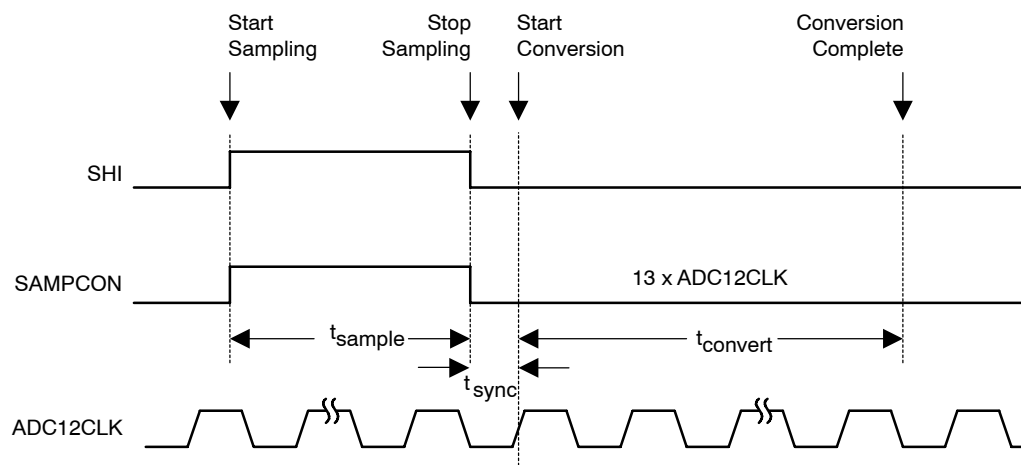 Start
Sampling
Stop
Sampling
Start
Conversion
Conversion
Complete
SHI
SAMPCON
13 x ADC12CLK
tsample
tconvert
tsync
ADC12CLK